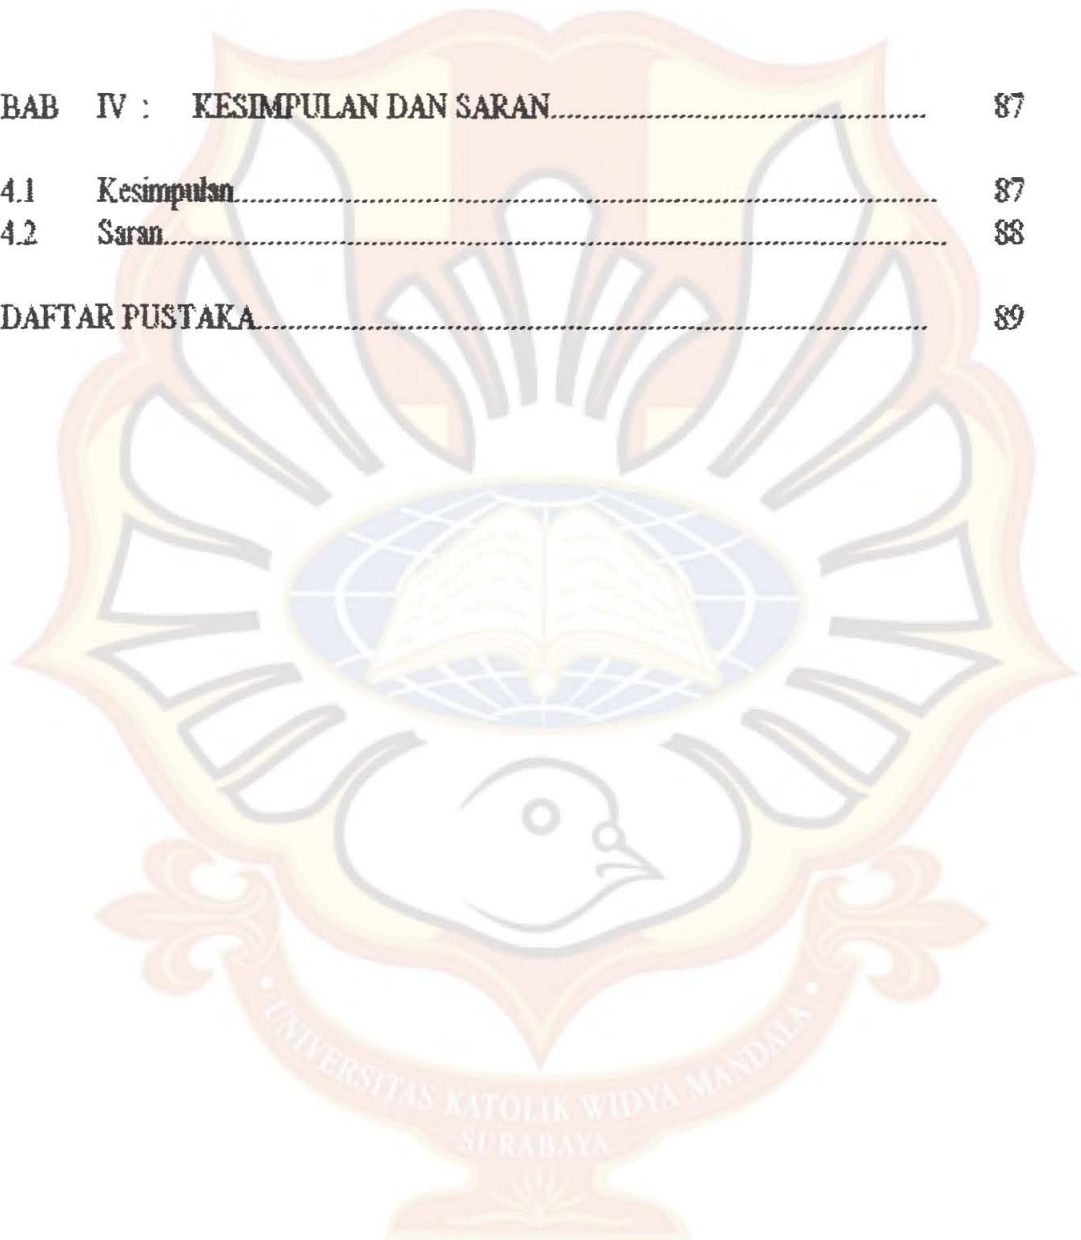 BAB IV : KESIMPULAN DAN SARAN........................................ 87
4.1 Kesimpulan........................................ 87
4.2 Saran........................................ 88
DAFTAR PUSTAKA........................................ 89
UNIVERSITAS KATOLIK WIDYA MANDALA
SURABAYA